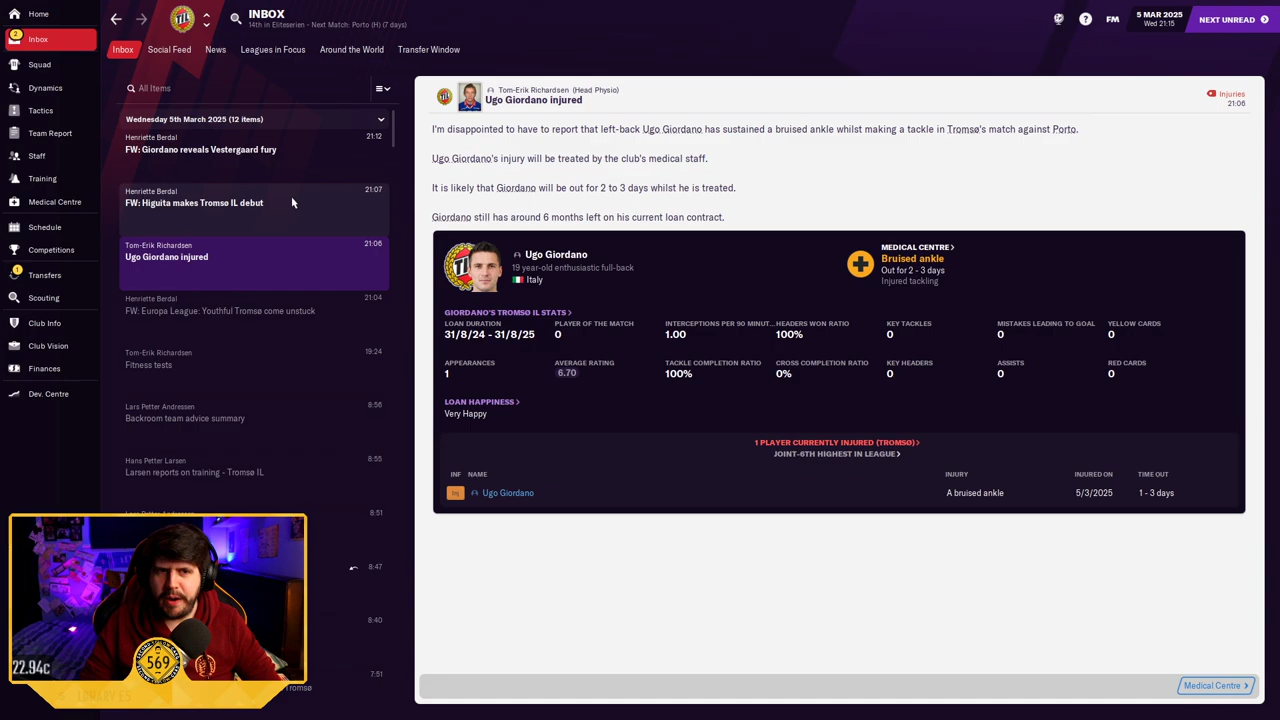 Home
2
Inbox
Squad
Dynamics
Tactics
Team Report
Staff
Training
Medical Centre
Schedule
Competitions
1
Transfers
Scouting
Club Info
Club Vision
Finances
Dev. Centre
TIL
INBOX
14th in Eliteserien - Next Match: Porto (H) (7 days)
?
FM
5 MAR 2025
Wed 21:15
NEXT UNREAD
Inbox
Social Feed
News
Leagues in Focus
Around the World
Transfer Window
All Items
Wednesday 5th March 2025 (12 items)
Henriette Berdal
21:12
FW: Giordano reveals Vestergaard fury
Henriette Berdal
21:07
FW: Higuita makes Tromsø IL debut
Tom-Erik Richardsen
21:06
Ugo Giordano injured
Henriette Berdal
21:04
FW: Europa League: Youthful Tromsø come unstuck
Tom-Erik Richardsen
19:24
Fitness tests
Lars Petter Andressen
8:56
Backroom team advice summary
Hans Petter Larsen
8:55
Larsen reports on training - Tromsø IL
8:51
8:47
8:40
7:51
Tromsø
Tom-Erik Richardsen (Head Physio)
Ugo Giordano injured
Injuries
21:06
I'm disappointed to have to report that left-back Ugo Giordano has sustained a bruised ankle whilst making a tackle in Tromsø's match against Porto.
Ugo Giordano's injury will be treated by the club's medical staff.
It is likely that Giordano will be out for 2 to 3 days whilst he is treated.
Giordano still has around 6 months left on his current loan contract.
Ugo Giordano
19 year-old enthusiastic full-back
Italy
MEDICAL CENTRE >
Bruised ankle
Out for 2 - 3 days
Injured tackling
GIORDANO'S TROMSØ IL STATS >
LOAN DURATION
31/8/24 - 31/8/25
PLAYER OF THE MATCH
0
INTERCEPTIONS PER 90 MINUT...
1.00
HEADERS WON RATIO
100%
KEY TACKLES
0
MISTAKES LEADING TO GOAL
0
YELLOW CARDS
0
APPEARANCES
1
AVERAGE RATING
6.70
TACKLE COMPLETION RATIO
100%
CROSS COMPLETION RATIO
0%
KEY HEADERS
0
ASSISTS
0
RED CARDS
0
LOAN HAPPINESS >
Very Happy
1 PLAYER CURRENTLY INJURED (TROMSØ) >
JOINT-6TH HIGHEST IN LEAGUE >
INF
NAME
INJURY
INJURED ON
TIME OUT
Inj
Ugo Giordano
A bruised ankle
5/3/2025
1 - 3 days
Medical Centre >
22.94c
569